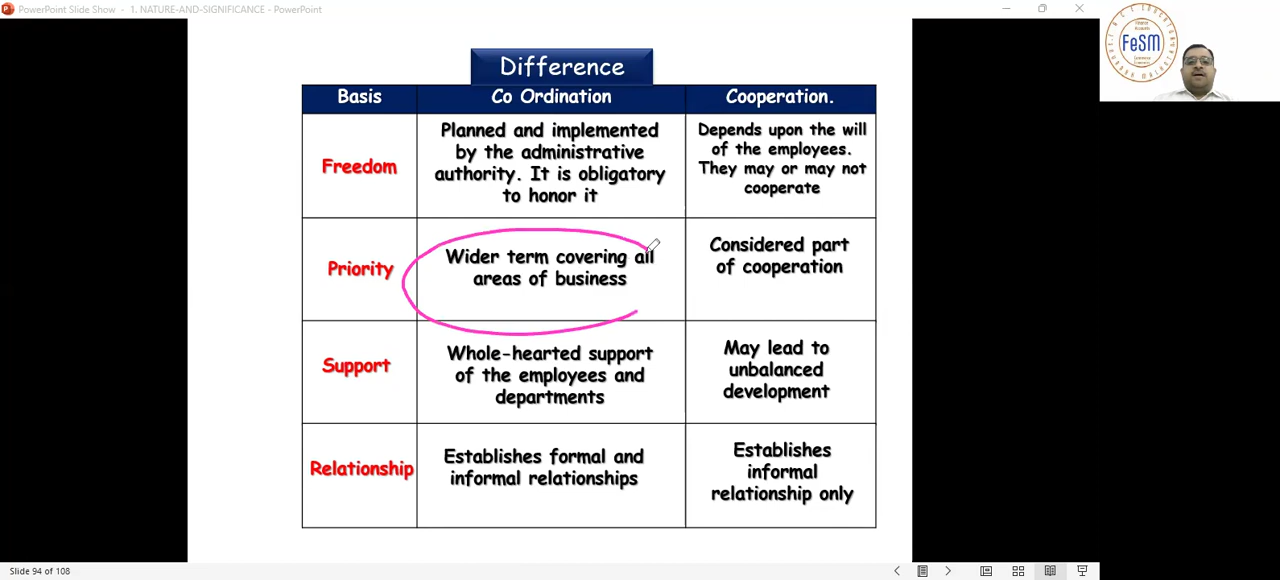 PowerPoint Slide Show - 1. NATURE-AND-SIGNIFICANCE - PowerPoint
FeSM
Difference
Basis
Co Ordination
Cooperation.
Freedom
Planned and implemented
by the administrative
authority. It is obligatory
to honor it
Depends upon the will
of the employees.
They may or may not
cooperate
Priority
Wider term covering all
areas of business
Considered part
of cooperation
Support
Whole-hearted support
of the employees and
departments
May lead to
unbalanced
development
Relationship
Establishes formal and
informal relationships
Establishes
informal
relationship only
Slide 94 of 108